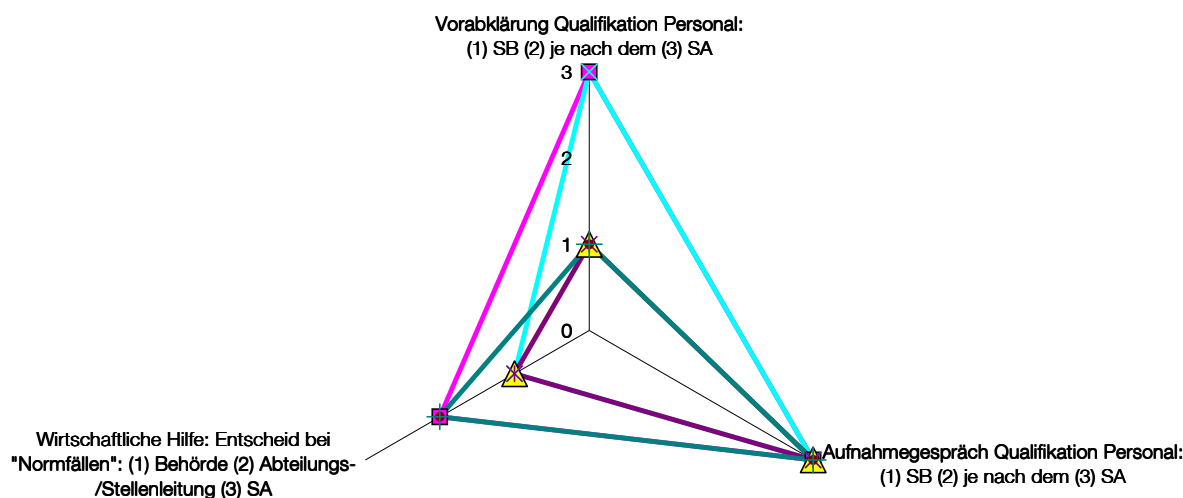 Vorabklärung Qualifikation Personal:
(1) SB (2) je nach dem (3) SA
3
2
1
0
Wirtschaftliche Hilfe: Entscheid bei
"Normfällen": (1) Behörde (2) Abteilungs-
/Stellenleitung (3) SA
Aufnahmegespräch Qualifikation Personal:
(1) SB (2) je nach dem (3) SA